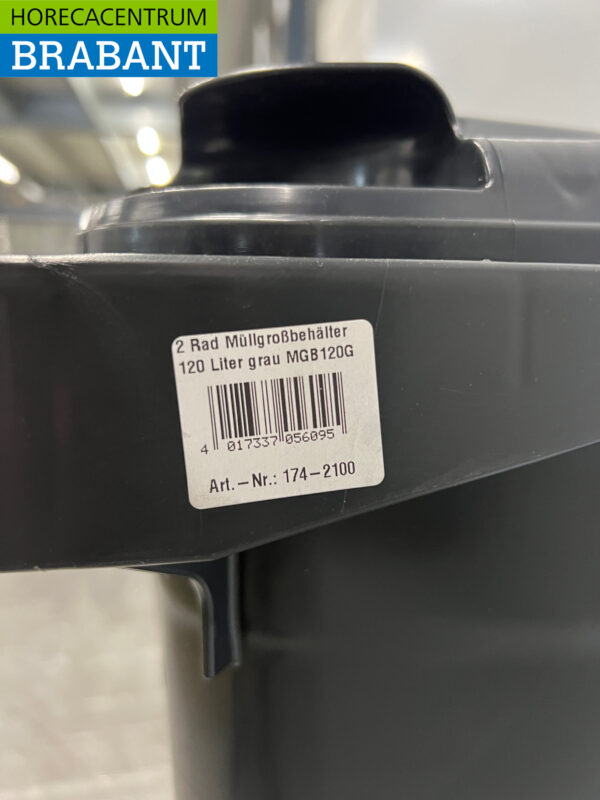 HORECACENTRUM
BRABANT
2 Rad Müllgroßbehälter
120 Liter grau MGB120G
4 017337 056095
Art.-Nr.: 174-2100